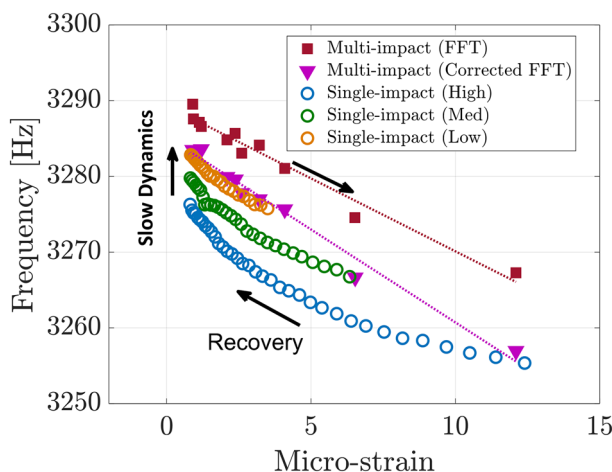 3300
3290
3280
3270
3260
3250
Frequency [Hz]
Slow Dynamics
Multi-impact (FFT)
Multi-impact (Corrected FFT)
Single-impact (High)
Single-impact (Med)
Single-impact (Low)
Recovery
0
5
10
15
Micro-strain